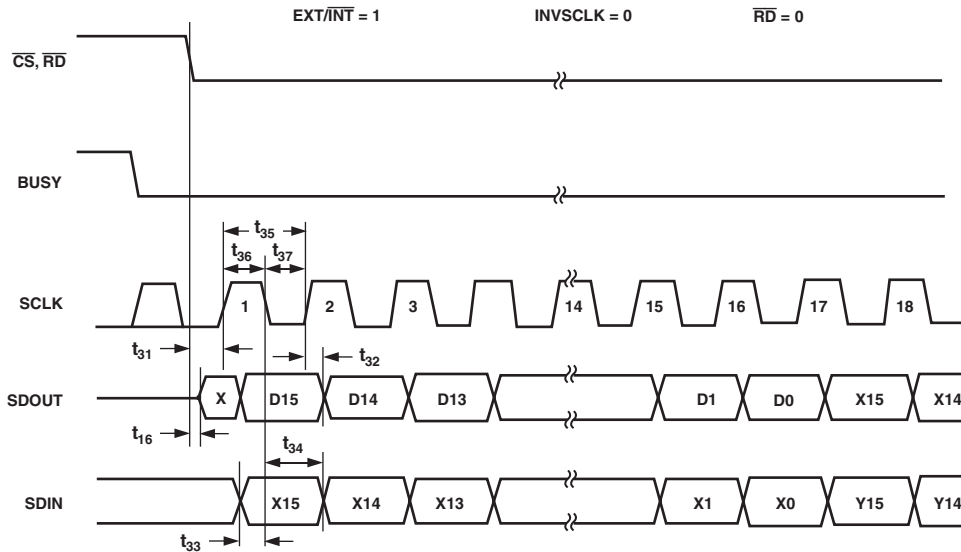 EXT/INT = 1 INVSCLK = 0 RD = 0
CS, RD
BUSY
t35
t36 t37
SCLK 1 2 3 14 15 16 17 18
t31 t32
SDOUT X D15 D14 D13 D1 D0 X15 X14
t16 t34
SDIN X15 X14 X13 X1 X0 Y15 Y14
t33